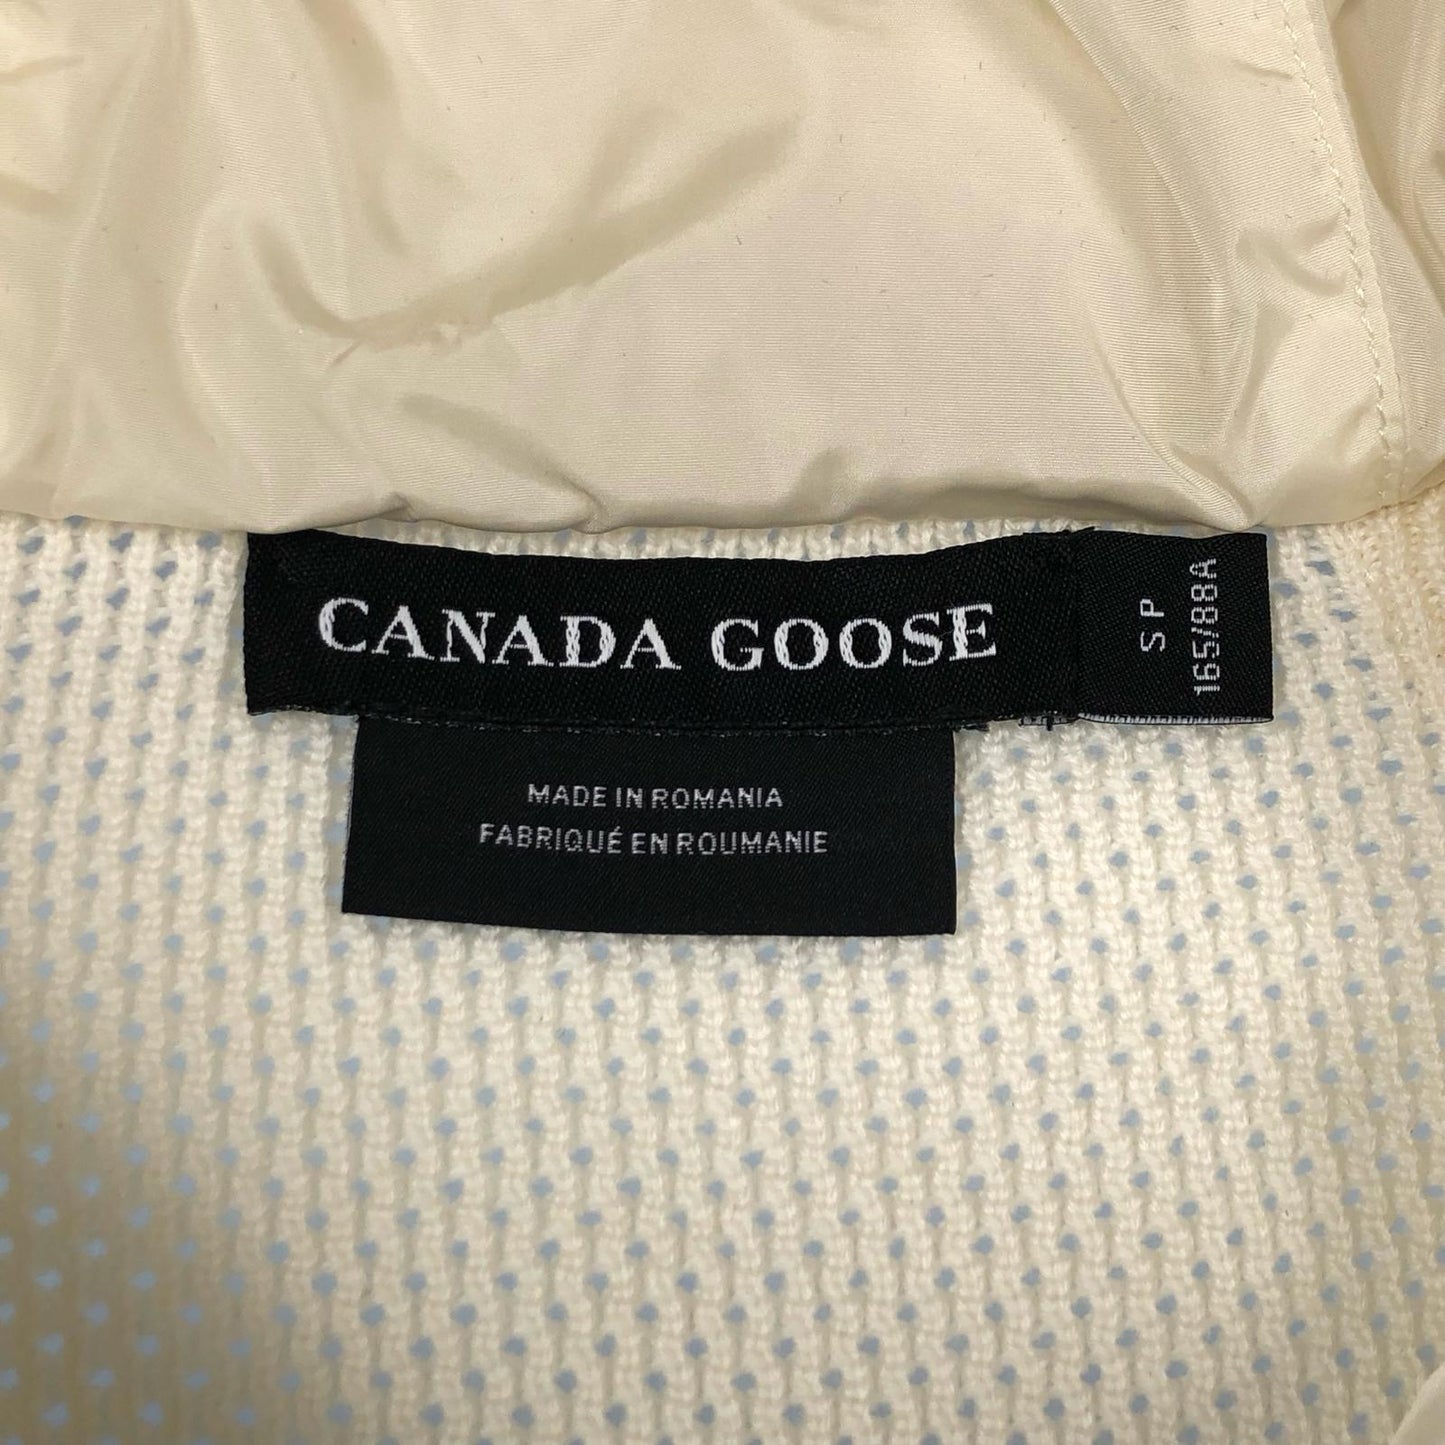 CANADA GOOSE
S P
165/88A
MADE IN ROMANIA
FABRIQUÉ EN ROUMANIE